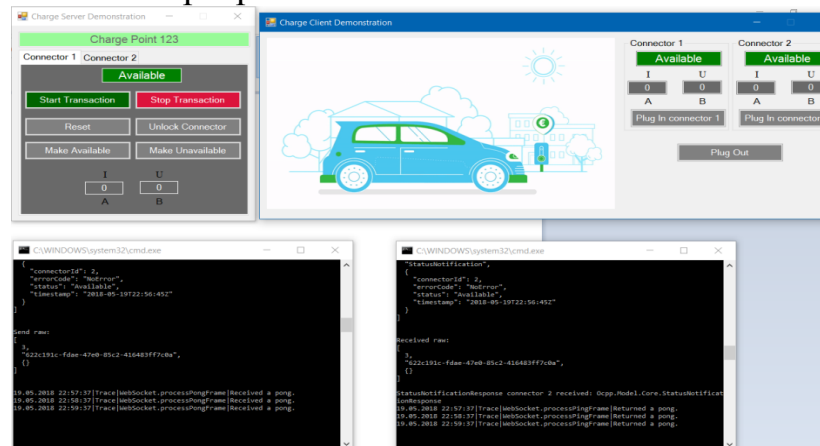 Charge Server Demonstration
Charge Point 123
Connector 1 Connector 2
Available
Start Transaction Stop Transaction
Reset Unlock Connector
Make Available Make Unavailable
I U
0 0
A B
Charge Client Demonstration
Connector 1
Available
I U
0 0
A B
Plug In connector 1
Connector 2
Available
I U
0 0
A B
Plug In connector
Plug Out
C:\WINDOWS\system32\cmd.exe
{
"connectorId": 2,
"errorCode": "NoError",
"status": "Available",
"timestamp": "2018-05-19T22:56:45Z"
}
]
Send raw:
[
3,
"622c191c-fdae-47e0-85c2-416483ff7c0a",
{}
]
19.05.2018 22:57:37|Trace|WebSocket.processPongFrame|Received a pong.
19.05.2018 22:58:37|Trace|WebSocket.processPongFrame|Received a pong.
19.05.2018 22:59:37|Trace|WebSocket.processPongFrame|Received a pong.
C:\WINDOWS\system32\cmd.exe
"StatusNotification",
{
"connectorId": 2,
"errorCode": "NoError",
"status": "Available",
"timestamp": "2018-05-19T22:56:45Z"
}
]
Received raw:
[
3,
"622c191c-fdae-47e0-85c2-416483ff7c0a",
{}
]
StatusNotificationResponse connector 2 received: Ocpp.Model.Core.StatusNotificat
ionResponse
19.05.2018 22:57:37|Trace|WebSocket.processPingFrame|Returned a pong.
19.05.2018 22:58:37|Trace|WebSocket.processPingFrame|Returned a pong.
19.05.2018 22:59:37|Trace|WebSocket.processPingFrame|Returned a pong.